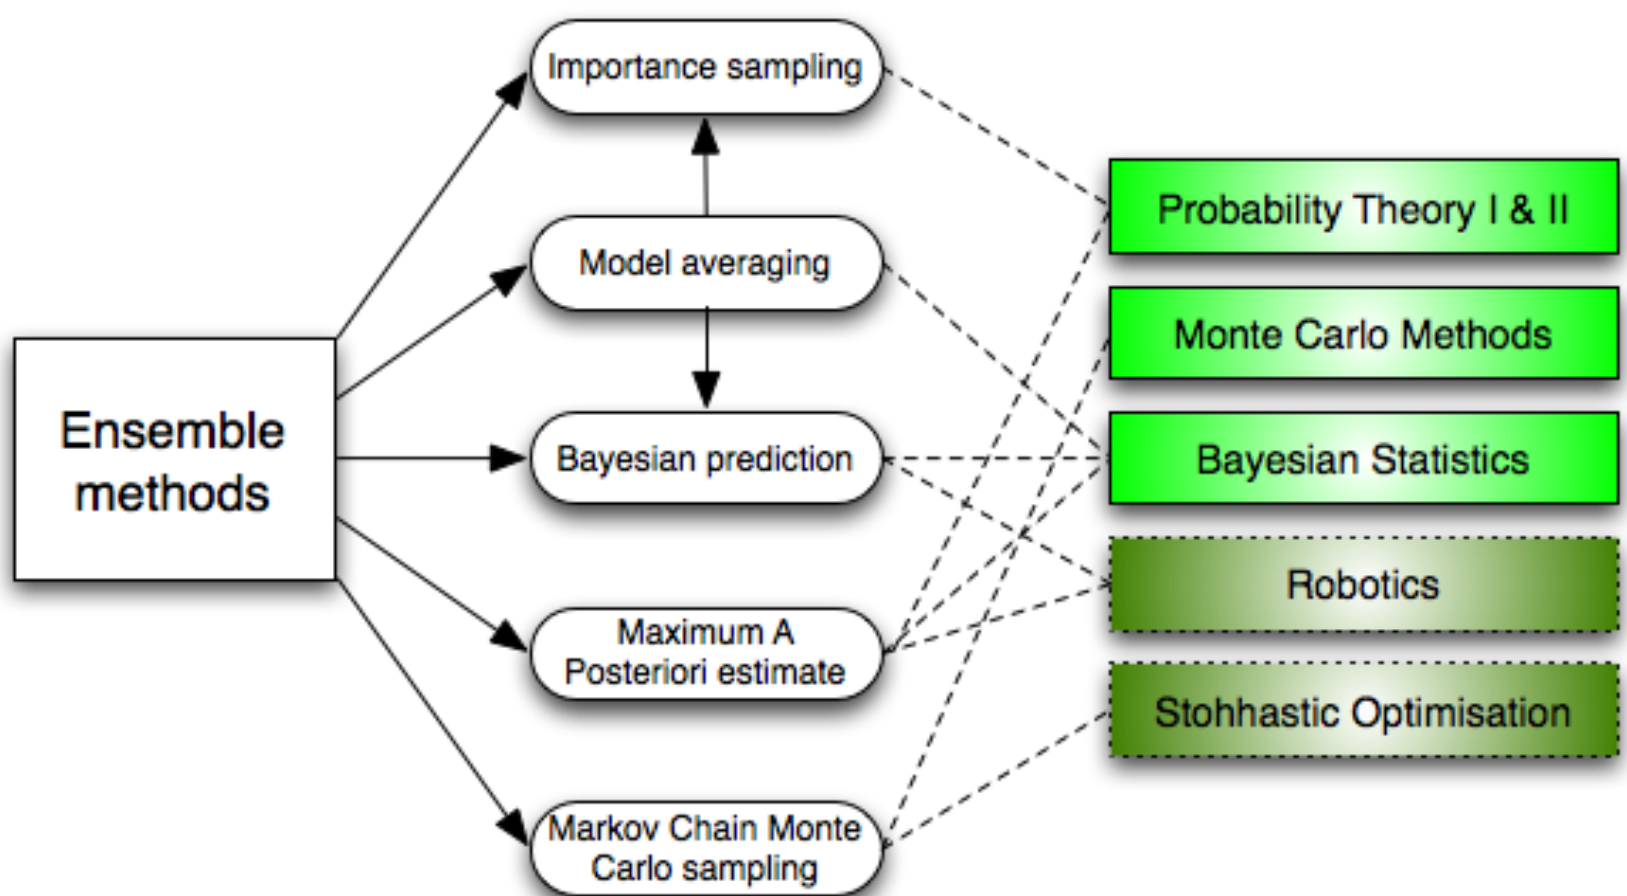 Importance sampling
Model averaging
Ensemble
methods
Bayesian prediction
Maximum A
Posteriori estimate
Markov Chain Monte
Carlo sampling
Probability Theory I & II
Monte Carlo Methods
Bayesian Statistics
Robotics
Stohhastic Optimisation